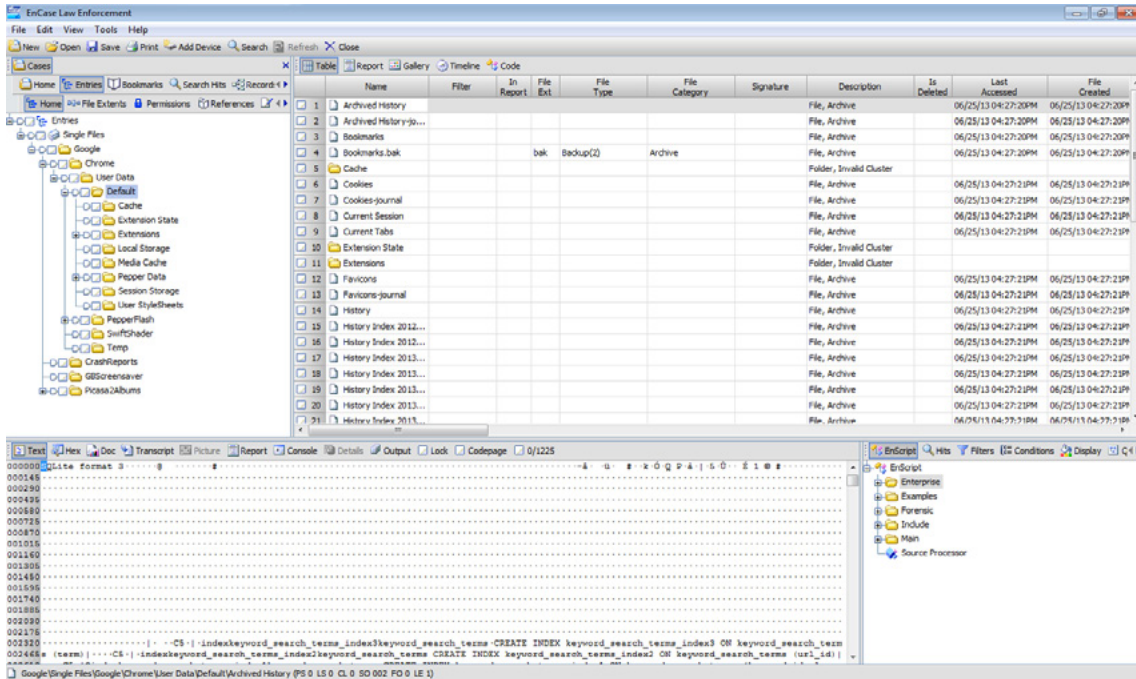 EnCase Law Enforcement
File Edit View Tools Help
New Open Save Print Add Device Search Refresh Close
Cases
Home Entries Bookmarks Search Hits Records
Home File Extents Permissions References
Entries
Single Files
Google
Chrome
User Data
Default
Cache
Extension State
Extensions
Local Storage
Media Cache
Pepper Data
Session Storage
User StyleSheets
PepperFlash
SwiftShader
Temp
CrashReports
GBScreensaver
Picasa2Albums
Table Report Gallery Timeline Code
Name Filter In Report File Ext File Type File Category Signature Description Is Deleted Last Accessed File Created
1 Archived History File, Archive 06/25/13 04:27:20PM 06/25/13 04:27:20PM
2 Archived History-jo... File, Archive 06/25/13 04:27:20PM 06/25/13 04:27:20PM
3 Bookmarks File, Archive 06/25/13 04:27:20PM 06/25/13 04:27:20PM
4 Bookmarks.bak bak Backup(2) Archive File, Archive 06/25/13 04:27:20PM 06/25/13 04:27:20PM
5 Cache Folder, Invalid Cluster
6 Cookies File, Archive 06/25/13 04:27:21PM 06/25/13 04:27:21PM
7 Cookies-journal File, Archive 06/25/13 04:27:21PM 06/25/13 04:27:21PM
8 Current Session File, Archive 06/25/13 04:27:21PM 06/25/13 04:27:21PM
9 Current Tabs File, Archive 06/25/13 04:27:21PM 06/25/13 04:27:21PM
10 Extension State Folder, Invalid Cluster
11 Extensions Folder, Invalid Cluster
12 Favicons File, Archive 06/25/13 04:27:21PM 06/25/13 04:27:21PM
13 Favicons-journal File, Archive 06/25/13 04:27:21PM 06/25/13 04:27:21PM
14 History File, Archive 06/25/13 04:27:21PM 06/25/13 04:27:21PM
15 History Index 2012... File, Archive 06/25/13 04:27:21PM 06/25/13 04:27:21PM
16 History Index 2012... File, Archive 06/25/13 04:27:21PM 06/25/13 04:27:21PM
17 History Index 2013... File, Archive 06/25/13 04:27:21PM 06/25/13 04:27:21PM
18 History Index 2013... File, Archive 06/25/13 04:27:21PM 06/25/13 04:27:21PM
19 History Index 2013... File, Archive 06/25/13 04:27:21PM 06/25/13 04:27:21PM
20 History Index 2013... File, Archive 06/25/13 04:27:21PM 06/25/13 04:27:21PM
21 History Index 2013... File, Archive 06/25/13 04:27:21PM 06/25/13 04:27:21PM
Text Hex Doc Transcript Picture Report Console Details Output Lock Codepage 0/1225
000000 SQLite format 3
000145
000290
000435
000580
000725
000870
001015
001160
001305
001450
001595
001740
001885
002030
002175
002320 indexkeyword_search_terms_index3keyword_search_terms CREATE INDEX keyword_search_terms_index3 ON keyword_search_term
002465 s (term)| indexkeyword_search_terms_index2keyword_search_terms CREATE INDEX keyword_search_terms_index2 ON keyword_search_terms (url_id)|
EnScript Hits Filters Conditions Display
EnScript
Enterprise
Examples
Forensic
Include
Main
Source Processor
Google\Single Files\Google\Chrome\User Data\Default\Archived History (PS 0 LS 0 CL 0 SO 002 FO 0 LE 1)